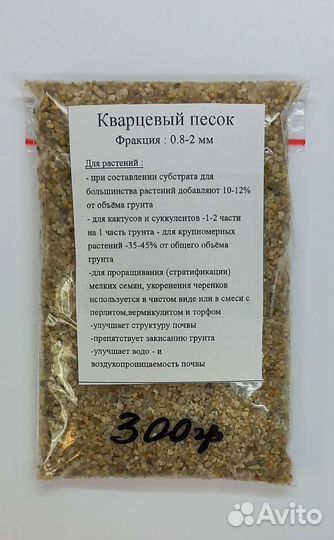 Кварцевый песок
Фракция : 0.8-2 мм
Для растений :
- при составлении субстрата для
большинства растений добавляют 10-12%
от объёма грунта
- для кактусов и суккулентов -1-2 части
на 1 часть грунта - для крупномерных
растений -35-45% от общего объема
грунта
-для проращивания (стратификации)
мелких семян, укоренения черенков
используется в чистом виде или в смеси с
перлитом,вермикулитом и торфом
-улучшает структуру почвы
-препятствует закисанию грунта
-улучшает водо - и
воздухопроницаемость почвы
300гр
Avito